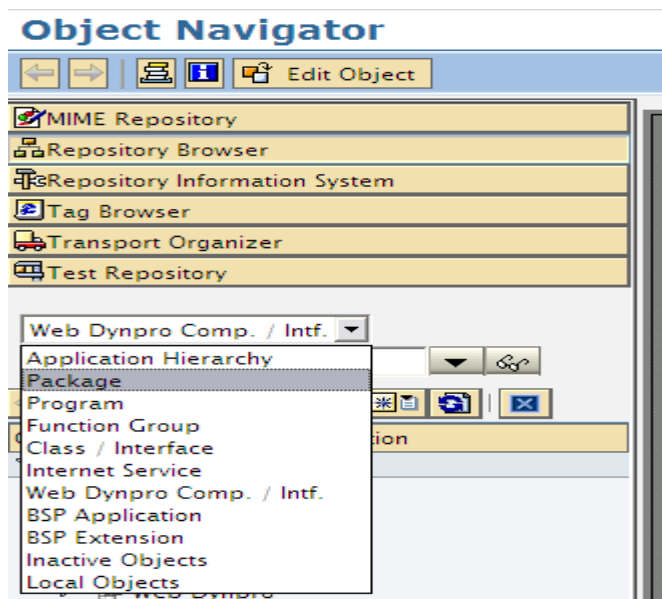 Object Navigator
Edit Object
MIME Repository
Repository Browser
Repository Information System
Tag Browser
Transport Organizer
Test Repository
Web Dynpro Comp. / Intf.
Application Hierarchy
Package
Program
Function Group
Class / Interface
ion
Internet Service
Web Dynpro Comp. / Intf.
BSP Application
BSP Extension
Inactive Objects
Local Objects